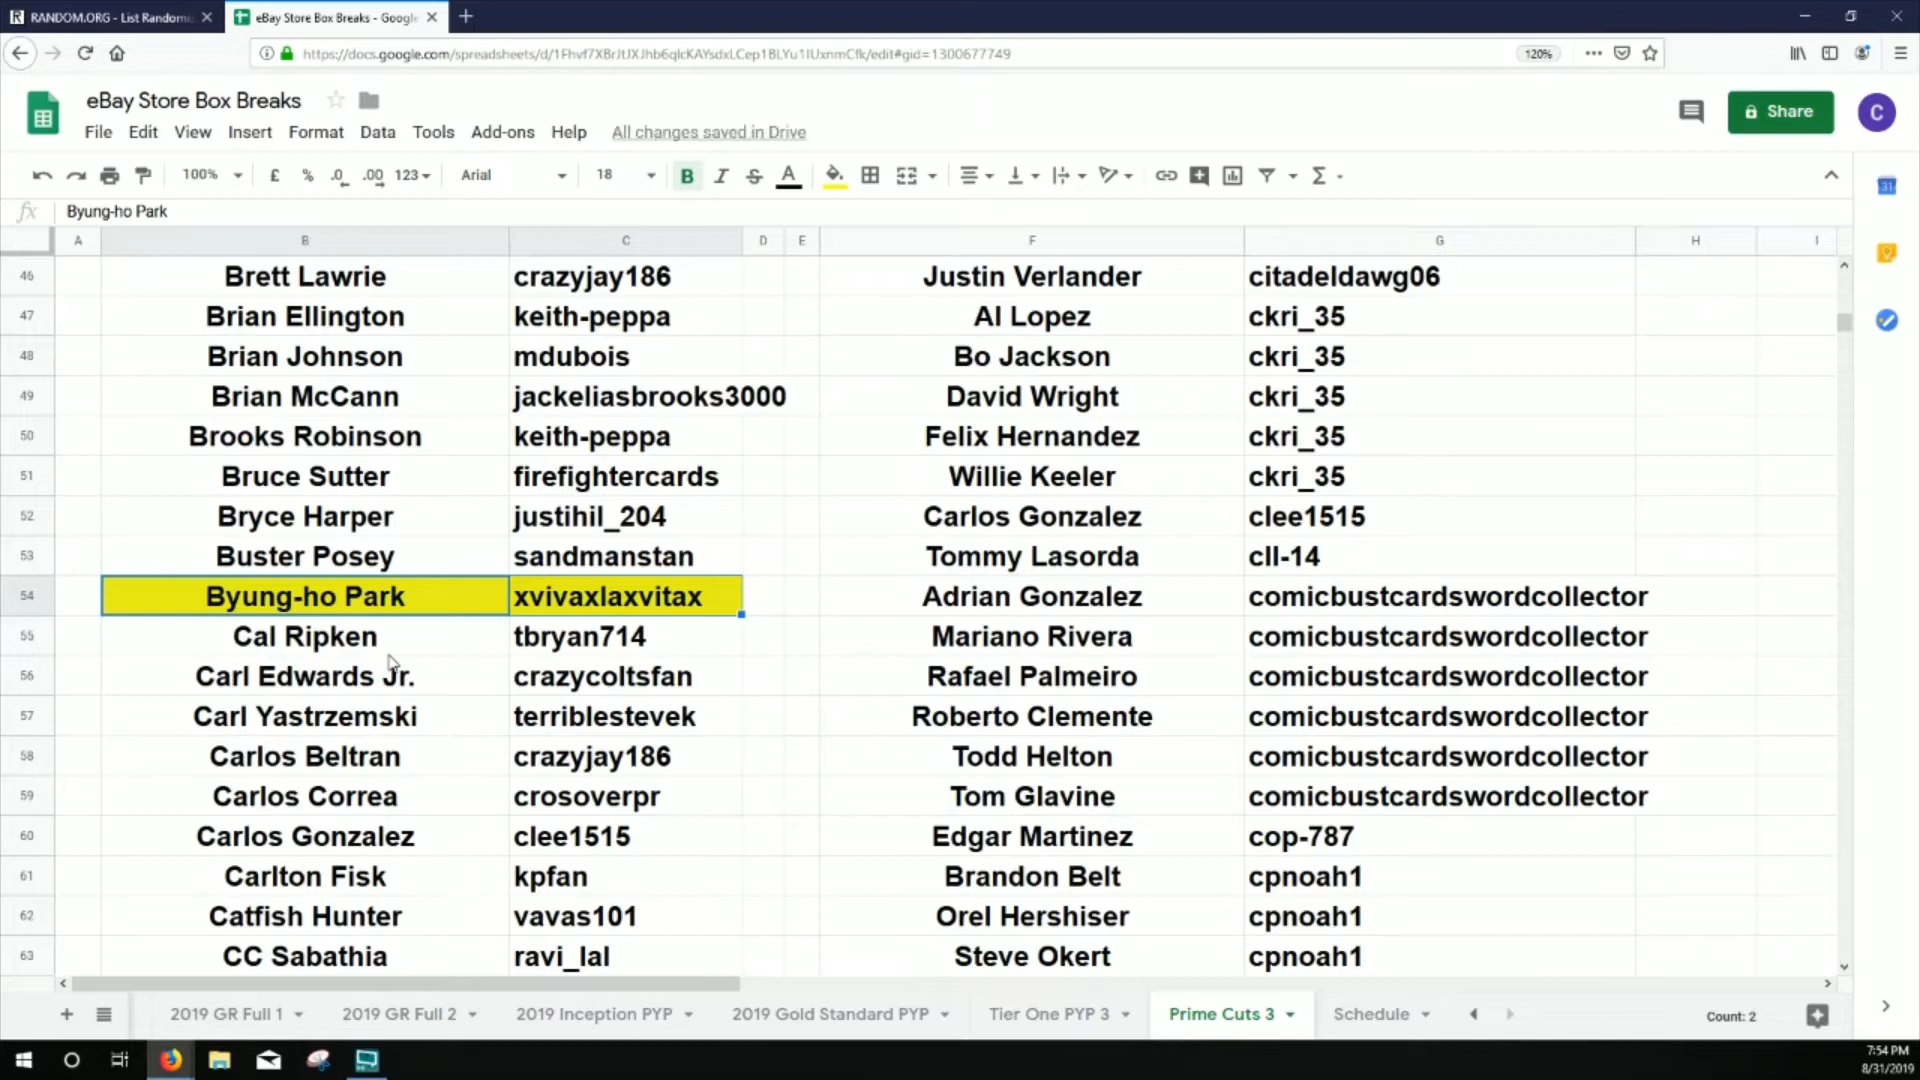 RANDOM.ORG - List Randomi
eBay Store Box Breaks - Google
https://docs.google.com/spreadsheets/d/1Fhvf7XBrJtJXJhb6qlcKAYsdxLCep1BLYu1lUxnmCfk/edit#gid=1300677749
120%
eBay Store Box Breaks
File Edit View Insert Format Data Tools Add-ons Help All changes saved in Drive
Share
C
100% £ % .0 .00 123 Arial 18 B I S A
fx Byung-ho Park
A B C D E F G H I
46 Brett Lawrie crazyjay186 Justin Verlander citadeldawg06
47 Brian Ellington keith-peppa Al Lopez ckri_35
48 Brian Johnson mdubois Bo Jackson ckri_35
49 Brian McCann jackeliasbrooks3000 David Wright ckri_35
50 Brooks Robinson keith-peppa Felix Hernandez ckri_35
51 Bruce Sutter firefightercards Willie Keeler ckri_35
52 Bryce Harper justihil_204 Carlos Gonzalez clee1515
53 Buster Posey sandmanstan Tommy Lasorda cll-14
54 Byung-ho Park xvivaxlaxvitax Adrian Gonzalez comicbustcardswordcollector
55 Cal Ripken tbryan714 Mariano Rivera comicbustcardswordcollector
56 Carl Edwards Jr. crazycoltsfan Rafael Palmeiro comicbustcardswordcollector
57 Carl Yastrzemski terriblestevek Roberto Clemente comicbustcardswordcollector
58 Carlos Beltran crazyjay186 Todd Helton comicbustcardswordcollector
59 Carlos Correa crosoverpr Tom Glavine comicbustcardswordcollector
60 Carlos Gonzalez clee1515 Edgar Martinez cop-787
61 Carlton Fisk kpfan Brandon Belt cpnoah1
62 Catfish Hunter vavas101 Orel Hershiser cpnoah1
63 CC Sabathia ravi_lal Steve Okert cpnoah1
2019 GR Full 1 2019 GR Full 2 2019 Inception PYP 2019 Gold Standard PYP Tier One PYP 3 Prime Cuts 3 Schedule Count: 2
7:54 PM
8/31/2019